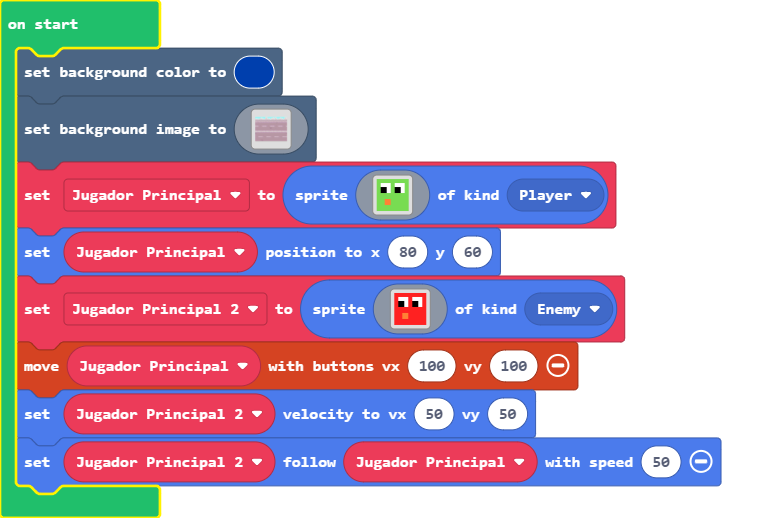 on start
set background color to
set background image to
set Jugador Principal to sprite of kind Player
set Jugador Principal position to x 80 y 60
set Jugador Principal 2 to sprite of kind Enemy
move Jugador Principal with buttons vx 100 vy 100
set Jugador Principal 2 velocity to vx 50 vy 50
set Jugador Principal 2 follow Jugador Principal with speed 50